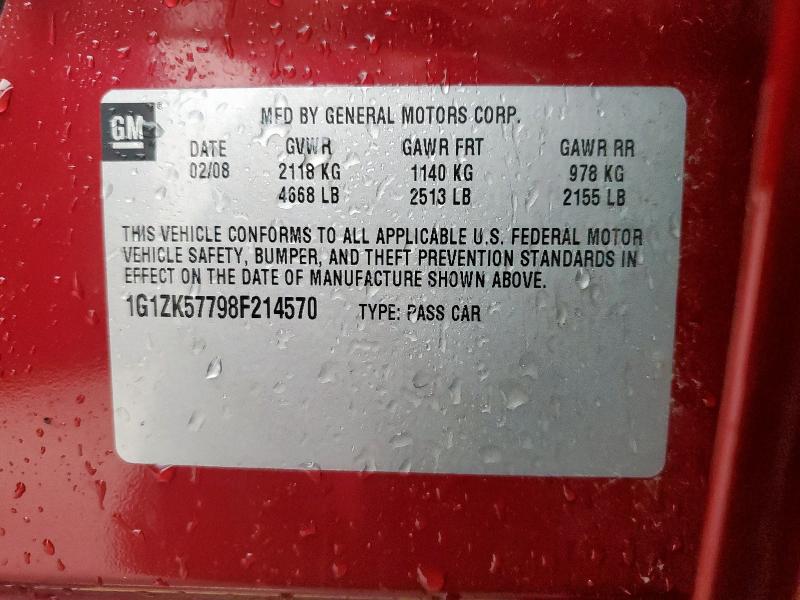 GM
MFD BY GENERAL MOTORS CORP.
DATE GVWR GAWR FRT GAWR RR
02/08 2118 KG 1140 KG 978 KG
4668 LB 2513 LB 2155 LB
THIS VEHICLE CONFORMS TO ALL APPLICABLE U.S. FEDERAL MOTOR
VEHICLE SAFETY, BUMPER, AND THEFT PREVENTION STANDARDS IN
EFFECT ON THE DATE OF MANUFACTURE SHOWN ABOVE.
1G1ZK57798F214570 TYPE: PASS CAR